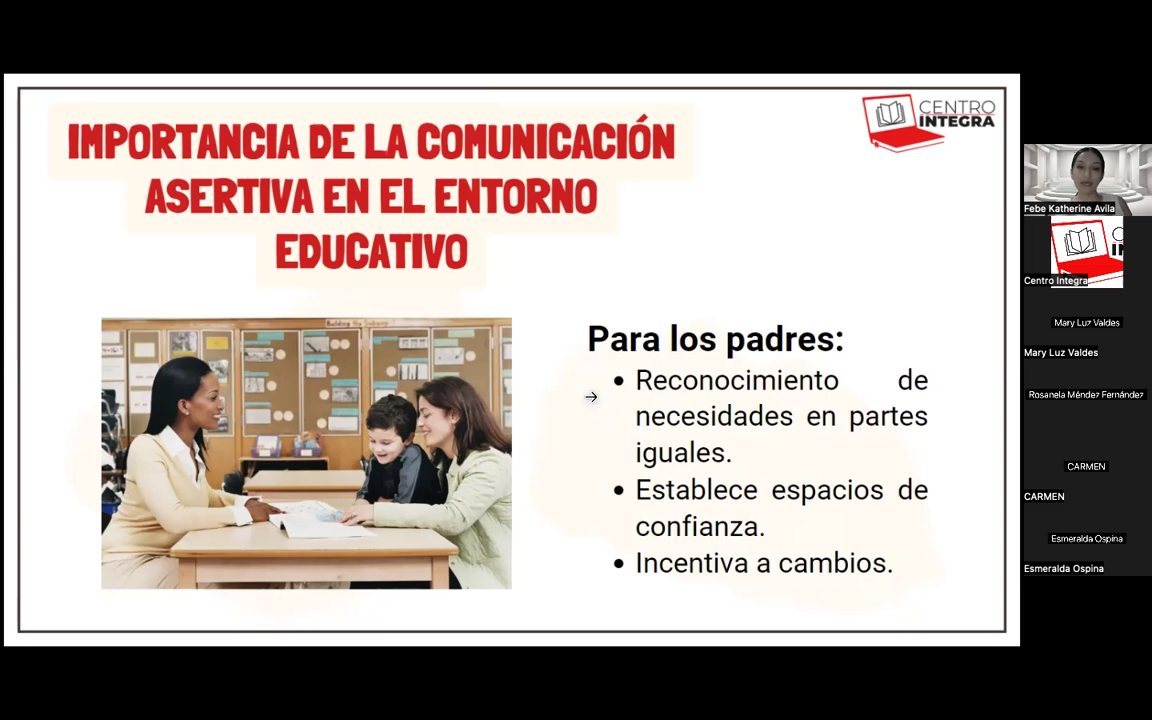 IMPORTANCIA DE LA COMUNICACIÓN
ASERTIVA EN EL ENTORNO
EDUCATIVO
CENTRO
INTEGRA
Para los padres:
• Reconocimiento de
necesidades en partes
iguales.
• Establece espacios de
confianza.
• Incentiva a cambios.
Febe Katherine Avila
Centro Integra
Mary Luz Valdes
Mary Luz Valdes
Rosanela Méndez Fernández
CARMEN
CARMEN
Esmeralda Ospina
Esmeralda Ospina